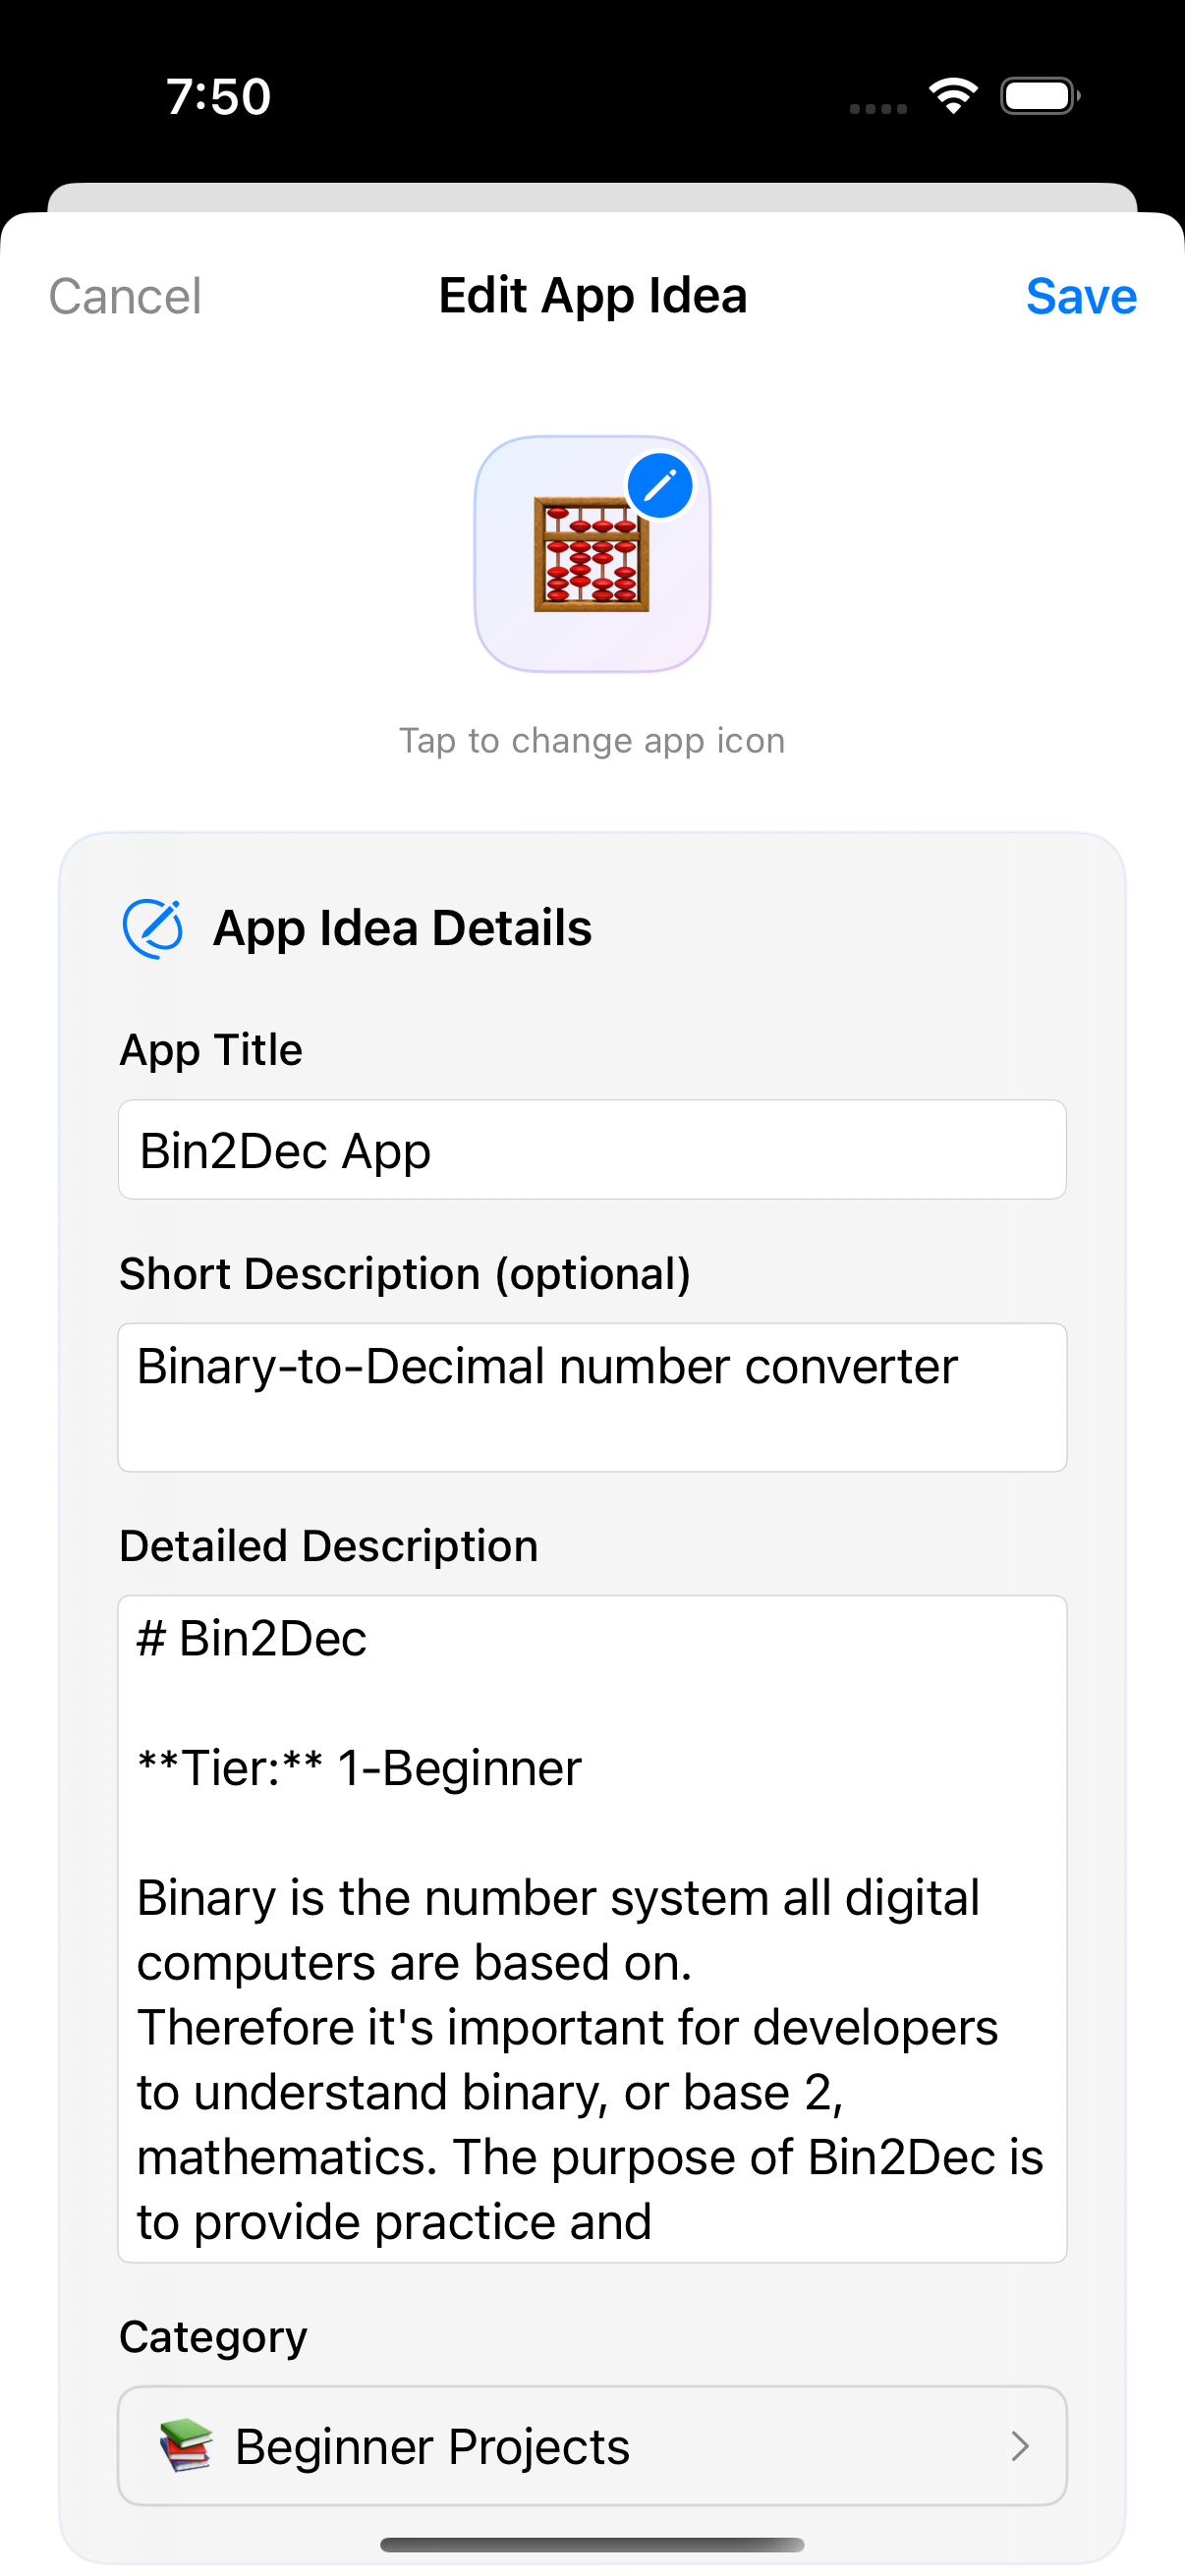 7:50
Cancel
Edit App Idea
Save
Tap to change app icon
App Idea Details
App Title
Bin2Dec App
Short Description (optional)
Binary-to-Decimal number converter
Detailed Description
# Bin2Dec
**Tier:** 1-Beginner
Binary is the number system all digital
computers are based on.
Therefore it's important for developers
to understand binary, or base 2,
mathematics. The purpose of Bin2Dec is
to provide practice and
Category
Beginner Projects